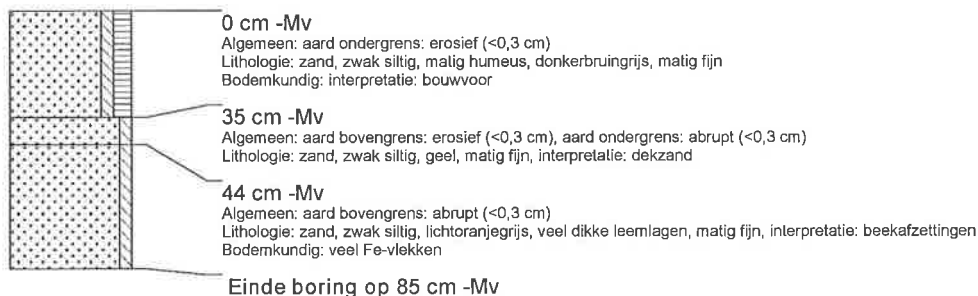 0 cm -Mv
Algemeen: aard ondergrens: erosief (<0,3 cm)
Lithologie: zand, zwak siltig, matig humeus, donkerbruingrijs, matig fijn
Bodemkundig: interpretatie: bouwvoor
35 cm -Mv
Algemeen: aard bovengrens: erosief (<0,3 cm), aard ondergrens: abrupt (<0,3 cm)
Lithologie: zand, zwak siltig, geel, matig fijn, interpretatie: dekzand
44 cm -Mv
Algemeen: aard bovengrens: abrupt (<0,3 cm)
Lithologie: zand, zwak siltig, lichtoranjegrijs, veel dikke leemlagen, matig fijn, interpretatie: beekafzettingen
Bodemkundig: veel Fe-vlekken
Einde boring op 85 cm -Mv